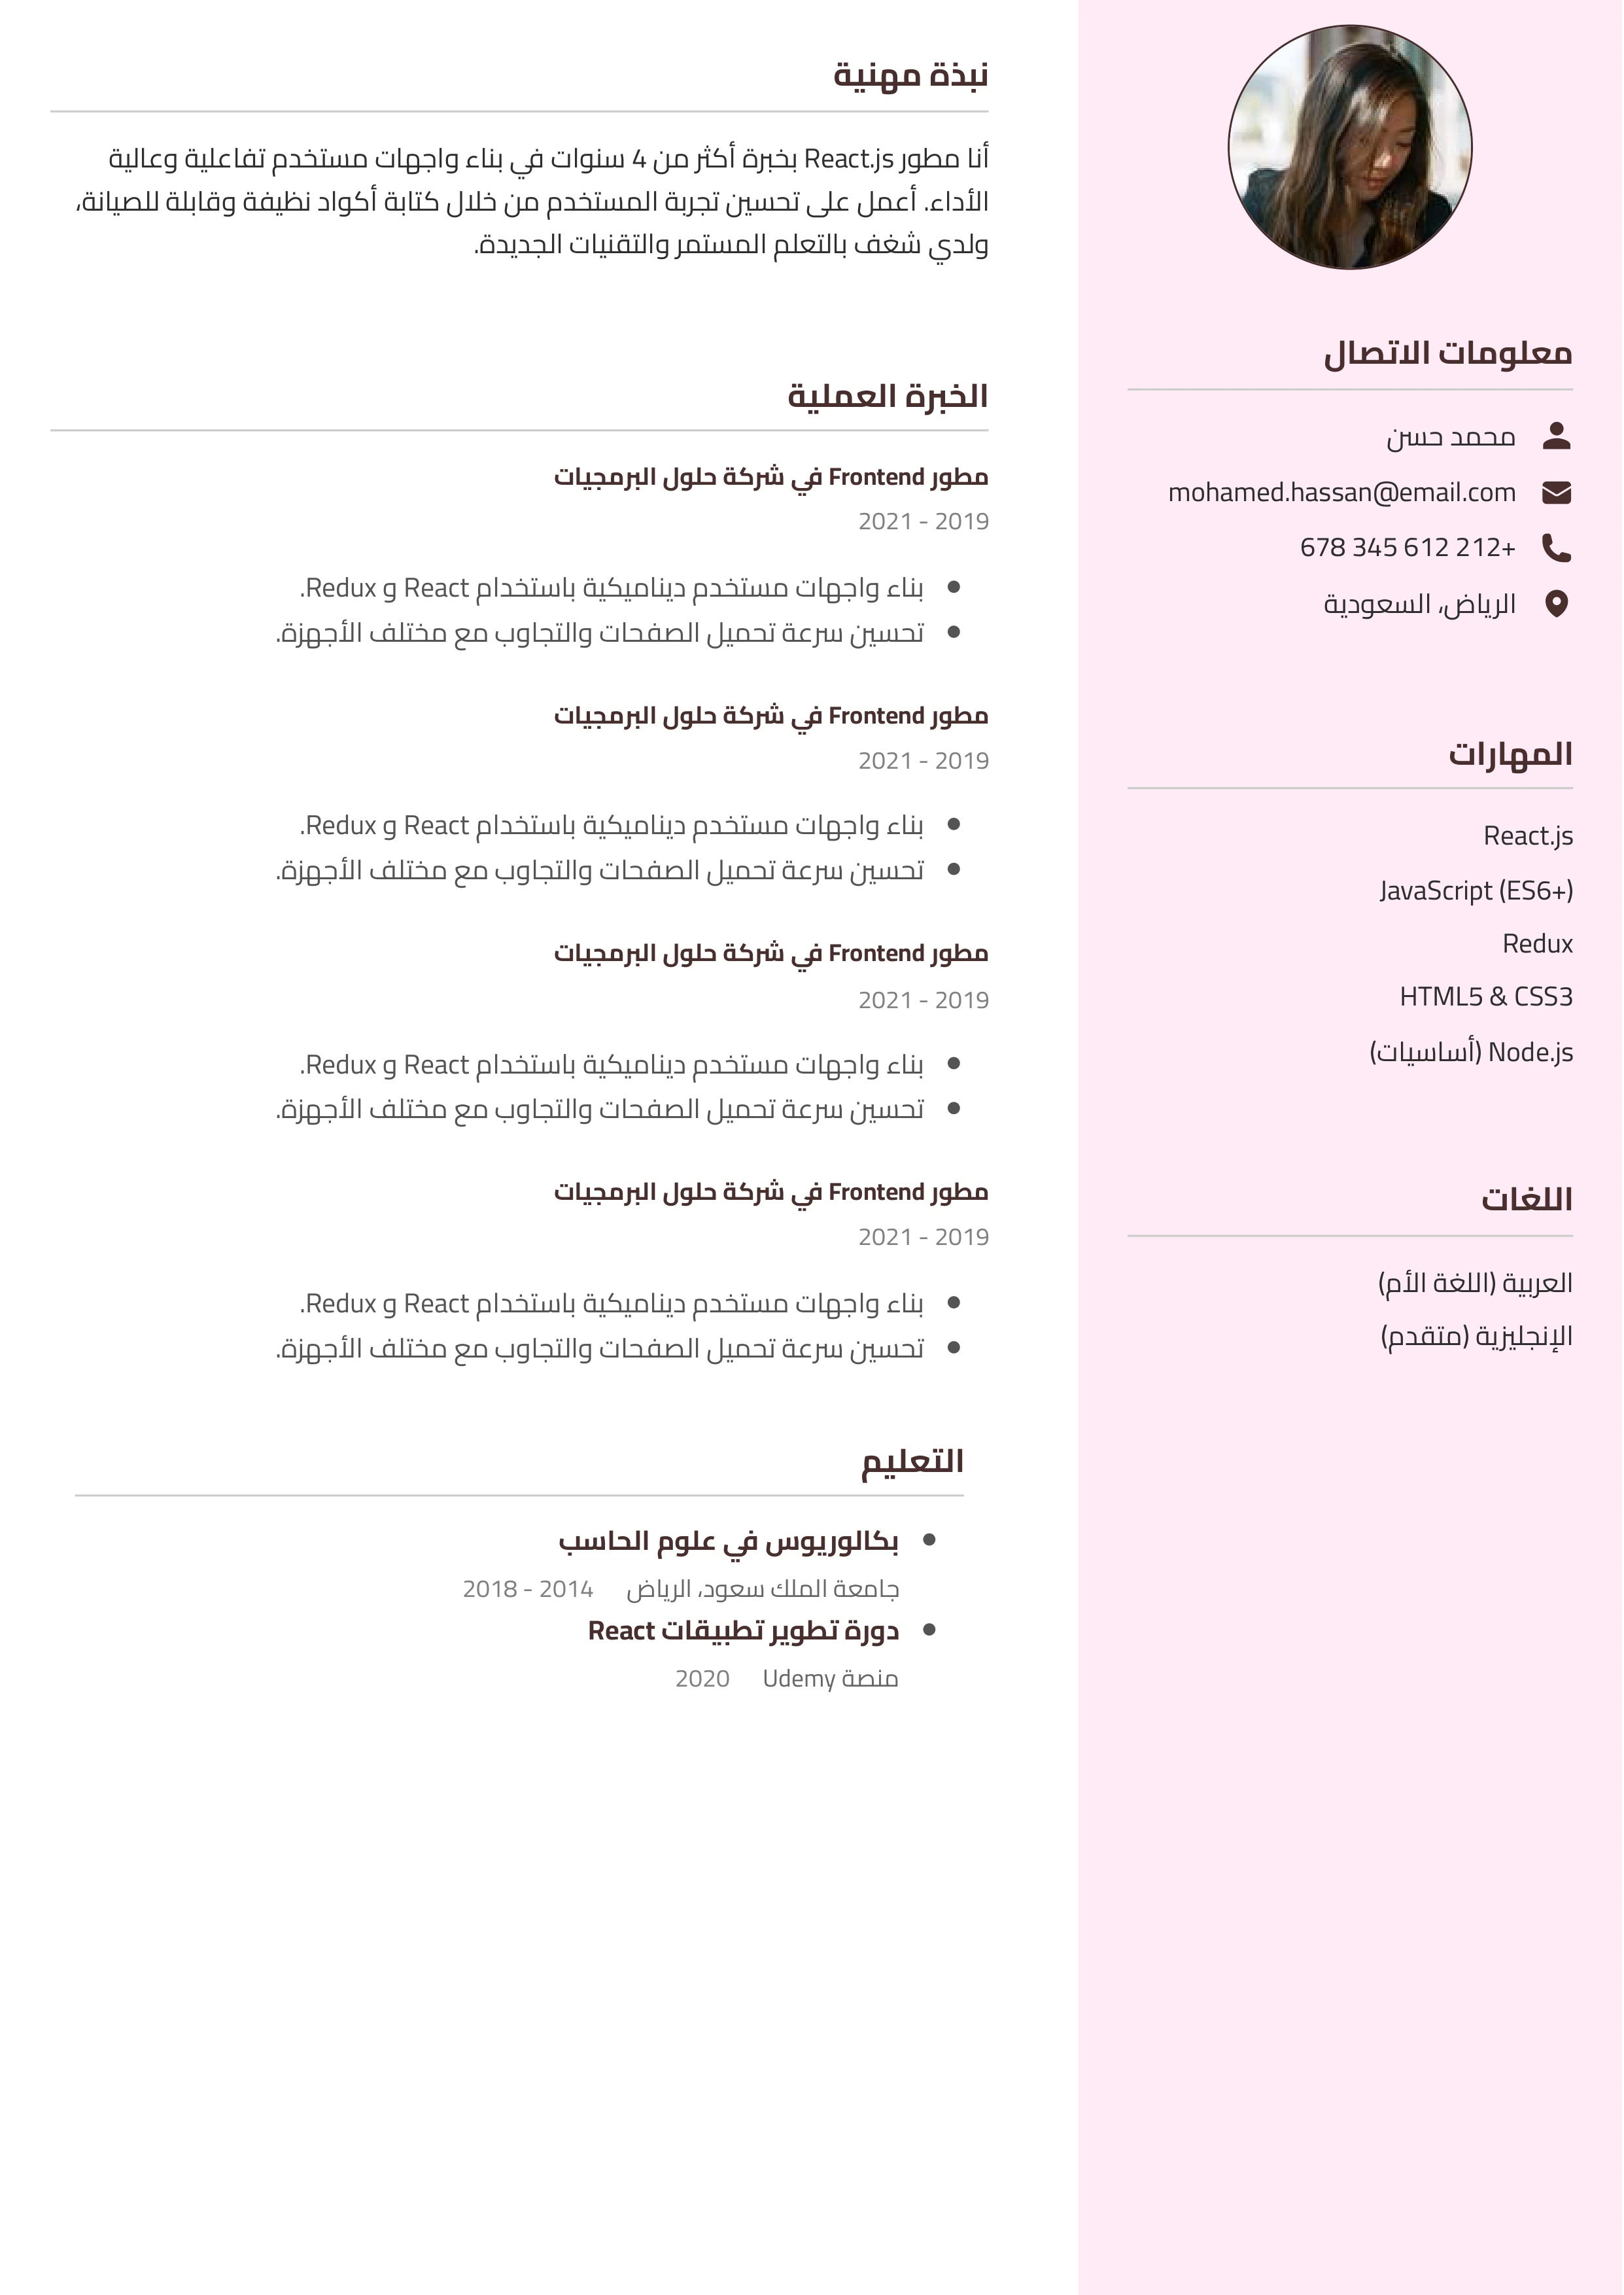 معلومات الاتصال
محمد حسن
mohamed.hassan@email.com
+212 612 345 678
الرياض، السعودية
المهارات
React.js
JavaScript (ES6+)
Redux
HTML5 & CSS3
Node.js (أساسيات)
اللغات
العربية (اللغة الأم)
الإنجليزية (متقدم)
نبذة مهنية
أنا مطور React.js بخبرة أكثر من 4 سنوات في بناء واجهات مستخدم تفاعلية وعالية
الأداء. أعمل على تحسين تجربة المستخدم من خلال كتابة أكواد نظيفة وقابلة للصيانة،
ولدي شغف بالتعلم المستمر والتقنيات الجديدة.
الخبرة العملية
مطور Frontend في شركة حلول البرمجيات
2019 - 2021
بناء واجهات مستخدم ديناميكية باستخدام React و Redux.
تحسين سرعة تحميل الصفحات والتجاوب مع مختلف الأجهزة.
مطور Frontend في شركة حلول البرمجيات
2019 - 2021
بناء واجهات مستخدم ديناميكية باستخدام React و Redux.
تحسين سرعة تحميل الصفحات والتجاوب مع مختلف الأجهزة.
مطور Frontend في شركة حلول البرمجيات
2019 - 2021
بناء واجهات مستخدم ديناميكية باستخدام React و Redux.
تحسين سرعة تحميل الصفحات والتجاوب مع مختلف الأجهزة.
مطور Frontend في شركة حلول البرمجيات
2019 - 2021
بناء واجهات مستخدم ديناميكية باستخدام React و Redux.
تحسين سرعة تحميل الصفحات والتجاوب مع مختلف الأجهزة.
التعليم
بكالوريوس في علوم الحاسب
جامعة الملك سعود، الرياض 2014 - 2018
دورة تطوير تطبيقات React
منصة Udemy 2020